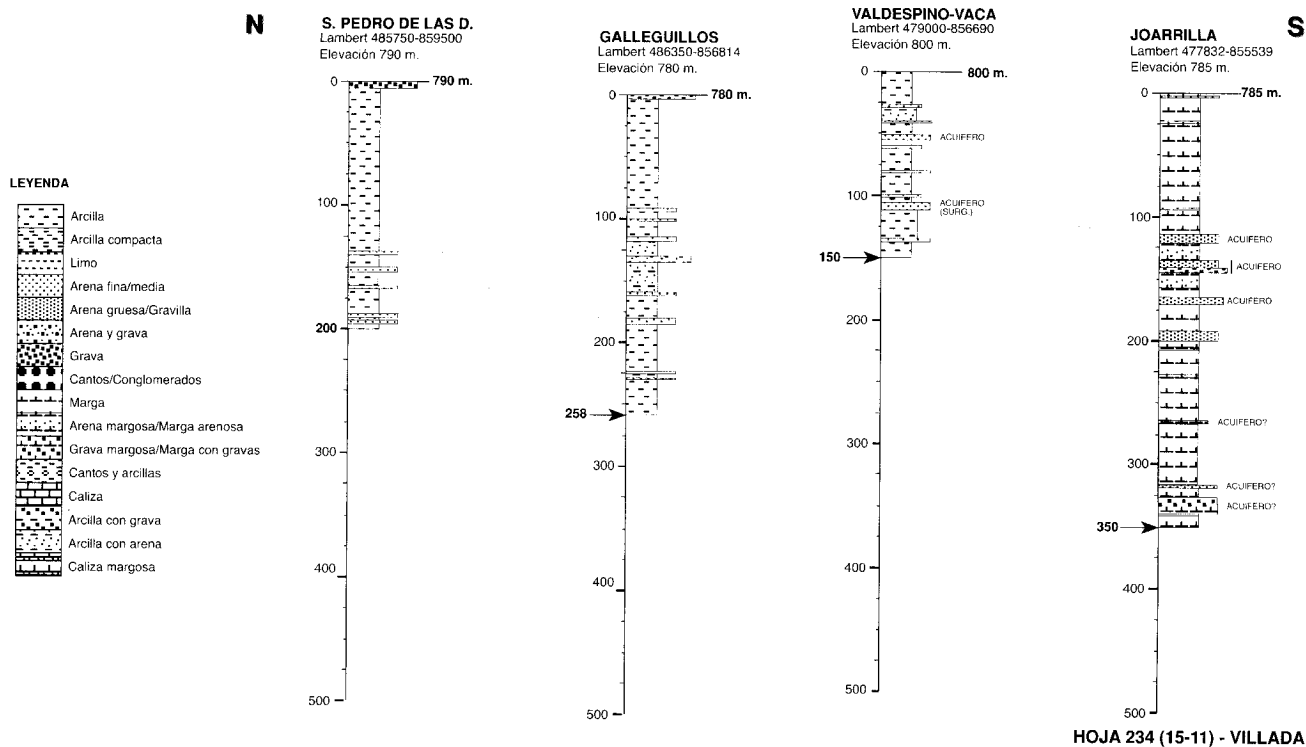 N
S
S. PEDRO DE LAS D.
Lambert 485750-859500
Elevación 790 m.
0
790 m.
100
200
300
400
500
GALLEGUILLOS
Lambert 486350-856814
Elevación 780 m.
0
780 m.
100
200
258
300
400
500
VALDESPINO-VACA
Lambert 479000-856690
Elevación 800 m.
0
800 m.
ACUIFERO
100
ACUIFERO
(SURG.)
150
200
300
400
500
JOARRILLA
Lambert 477832-855539
Elevación 785 m.
0
785 m.
100
ACUIFERO
ACUIFERO
ACUIFERO
200
ACUIFERO?
300
ACUIFERO?
ACUIFERO?
350
400
500
LEYENDA
Arcilla
Arcilla compacta
Limo
Arena fina/media
Arena gruesa/Gravilla
Arena y grava
Grava
Cantos/Conglomerados
Marga
Arena margosa/Marga arenosa
Grava margosa/Marga con gravas
Cantos y arcillas
Caliza
Arcilla con grava
Arcilla con arena
Caliza margosa
HOJA 234 (15-11) - VILLADA